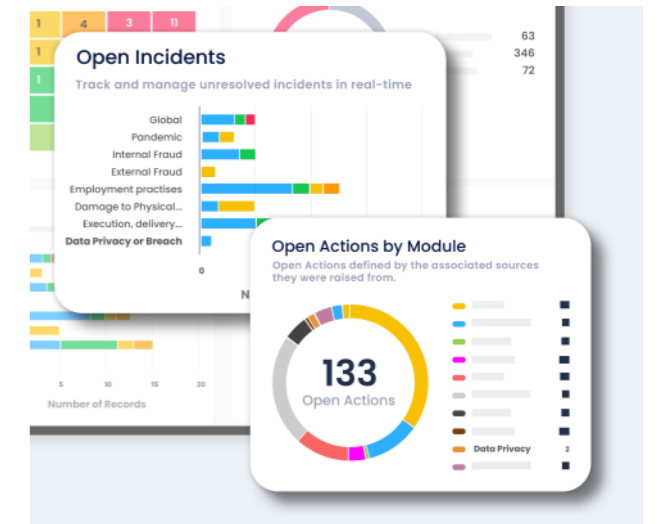 1 4 3 11
1
1
63
346
72
Open Incidents
Track and manage unresolved incidents in real-time
Global
Pandemic
Internal Fraud
External Fraud
Employment practises
Damage to Physical...
Execution, delivery...
Data Privacy or Breach
0
N
5 10 15 20
Number of Records
Open Actions by Module
Open Actions defined by the associated sources
they were raised from.
133
Open Actions
Data Privacy 2